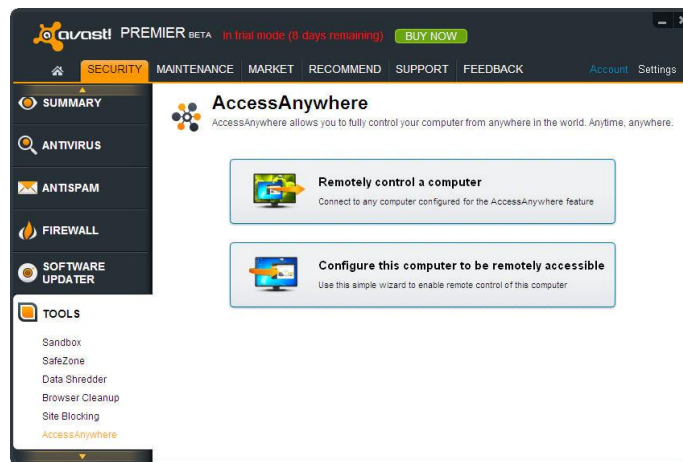 avast! PREMIER BETA In trial mode (8 days remaining) BUY NOW
SECURITY MAINTENANCE MARKET RECOMMEND SUPPORT FEEDBACK Account Settings
SUMMARY
ANTIVIRUS
ANTISPAM
FIREWALL
SOFTWARE
UPDATER
TOOLS
Sandbox
SafeZone
Data Shredder
Browser Cleanup
Site Blocking
AccessAnywhere
AccessAnywhere
AccessAnywhere allows you to fully control your computer from anywhere in the world. Anytime, anywhere.
Remotely control a computer
Connect to any computer configured for the AccessAnywhere feature
Configure this computer to be remotely accessible
Use this simple wizard to enable remote control of this computer